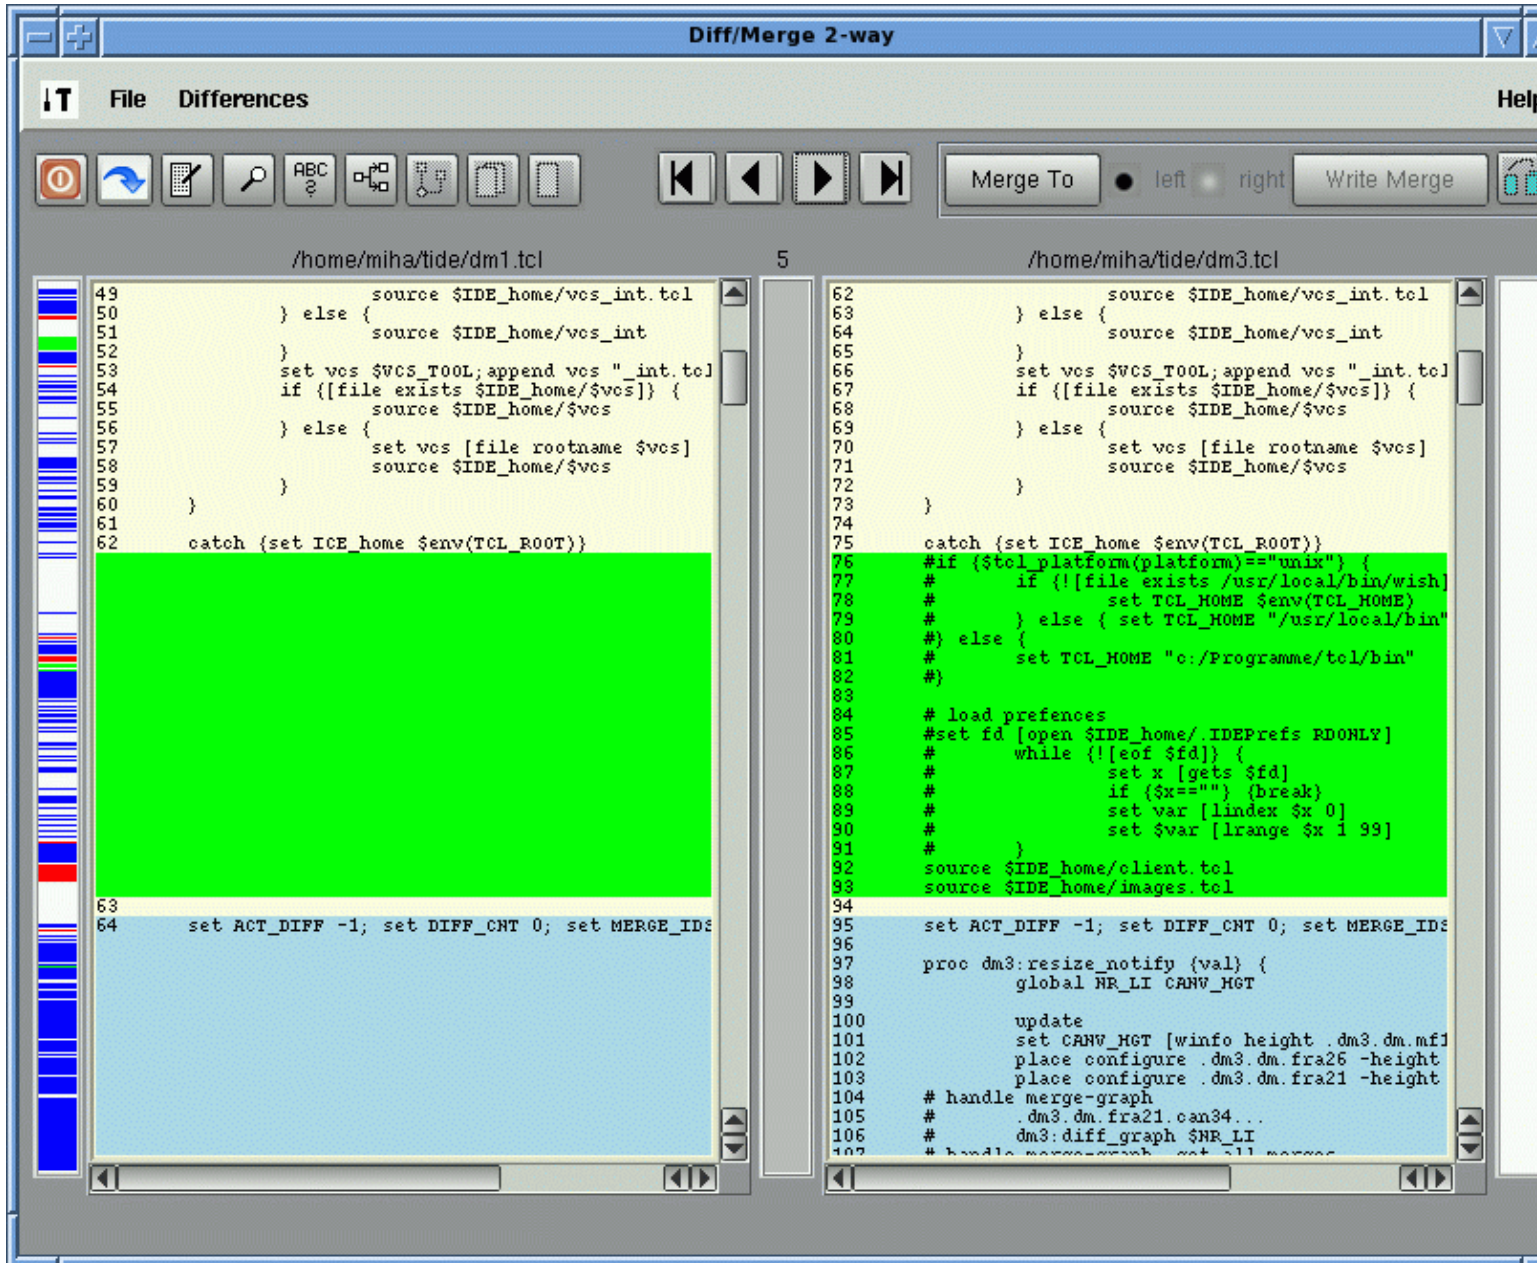 Diff/Merge 2-way
File Differences Help
ABC
?
Merge To left right Write Merge
/home/miha/tide/dm1.tcl 5 /home/miha/tide/dm3.tcl
49 source $IDE_home/vcs_int.tcl
50 } else {
51 source $IDE_home/vcs_int
52 }
53 set vcs $VCS_TOOL;append vcs "_int.tcl
54 if {[file exists $IDE_home/$vcs]} {
55 source $IDE_home/$vcs
56 } else {
57 set vcs [file rootname $vcs]
58 source $IDE_home/$vcs
59 }
60 }
61
62 catch {set ICE_home $env(TCL_ROOT)}
63
64 set ACT_DIFF -1; set DIFF_CNT 0; set MERGE_IDS
62 source $IDE_home/vcs_int.tcl
63 } else {
64 source $IDE_home/vcs_int
65 }
66 set vcs $VCS_TOOL;append vcs "_int.tcl
67 if {[file exists $IDE_home/$vcs]} {
68 source $IDE_home/$vcs
69 } else {
70 set vcs [file rootname $vcs]
71 source $IDE_home/$vcs
72 }
73 }
74
75 catch {set ICE_home $env(TCL_ROOT)}
76 #if {$tcl_platform(platform)=="unix"} {
77 # if {![file exists /usr/local/bin/wish]
78 # set TCL_HOME $env(TCL_HOME)
79 # } else { set TCL_HOME "/usr/local/bin"
80 #} else {
81 # set TCL_HOME "c:/Programme/tcl/bin"
82 #}
83
84 # load prefences
85 #set fd [open $IDE_home/.IDEPrefs RDONLY]
86 # while {![eof $fd]} {
87 # set x [gets $fd]
88 # if {$x==""} {break}
89 # set var [lindex $x 0]
90 # set $var [lrange $x 1 99]
91 # }
92 source $IDE_home/client.tcl
93 source $IDE_home/images.tcl
94
95 set ACT_DIFF -1; set DIFF_CNT 0; set MERGE_IDS
96
97 proc dm3:resize_notify {val} {
98 global NR_LI CANV_HGT
99
100 update
101 set CANV_HGT [winfo height .dm3.dm.mf1
102 place configure .dm3.dm.fra26 -height
103 place configure .dm3.dm.fra21 -height
104 # handle merge-graph
105 # .dm3.dm.fra21.can34...
106 # dm3:diff_graph $NR_LI
107 # handle merge-graph get all merges